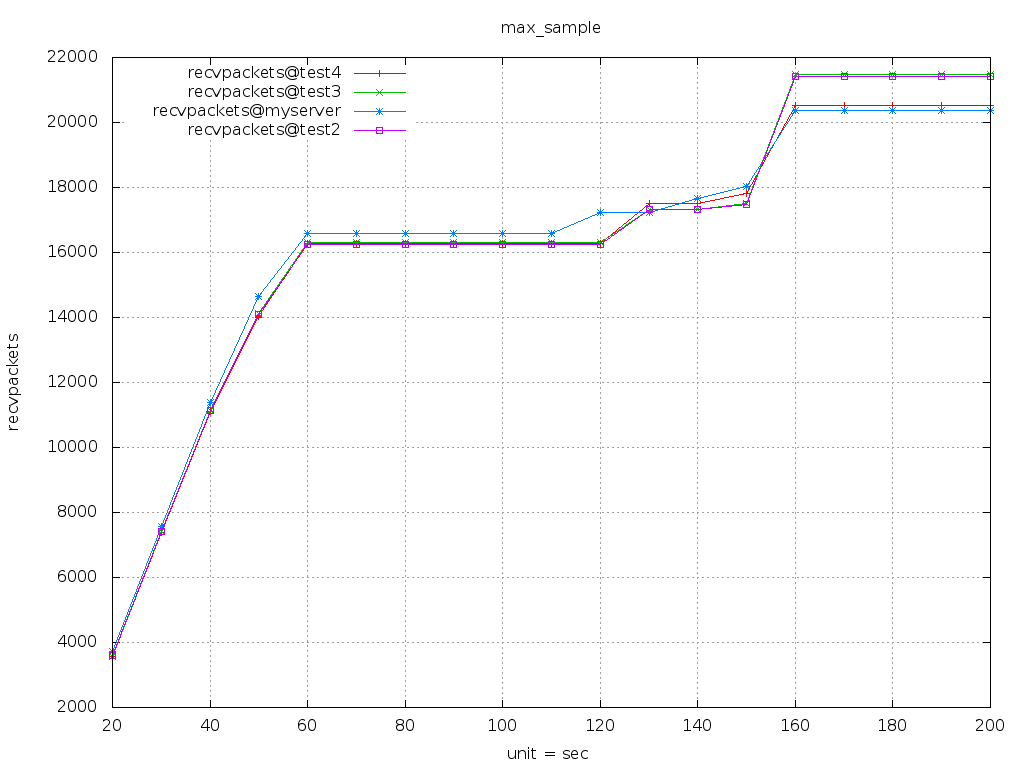 max_sample
recvpackets@test4
recvpackets@test3
recvpackets@myserver
recvpackets@test2
recvpackets
22000
20000
18000
16000
14000
12000
10000
8000
6000
4000
2000
20 40 60 80 100 120 140 160 180 200
unit = sec